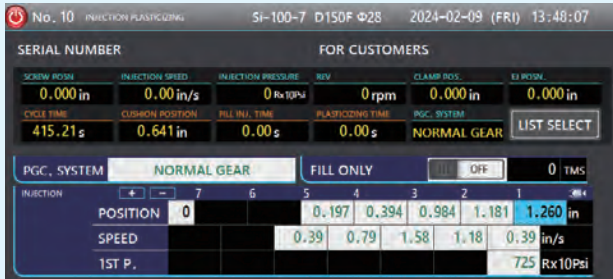 No. 10 INJECTION PLASTICIZING Si-100-7 D150F Φ28 2024-02-09 (FRI) 13:48:07
SERIAL NUMBER FOR CUSTOMERS
SCREW POSN INJECTION SPEED INJECTION PRESSURE REV CLAMP POS. EJ POSN.
0.000 in 0.00 in/s 0 Rx10Psi 0 rpm 0.000 in 0.000 in
CYCLE TIME CUSHION POSITION FILL INJ. TIME PLASTICIZING TIME PGC. SYSTEM
415.21 s 0.641 in 0.00 s 0.00 s NORMAL GEAR LIST SELECT
PGC. SYSTEM NORMAL GEAR FILL ONLY OFF 0 TMS
INJECTION + - 7 6 5 4 3 2 1
POSITION 0 0.197 0.394 0.984 1.181 1.260 in
SPEED 0.39 0.79 1.58 1.18 0.39 in/s
1ST P. 725 Rx10Psi